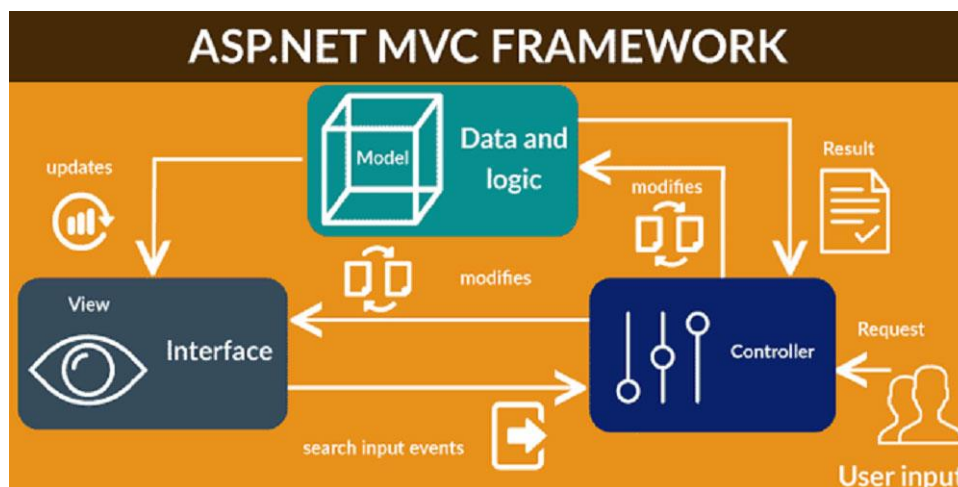 ASP.NET MVC FRAMEWORK
Model
Data and
logic
updates
modifies
Result
View
Interface
modifies
Controller
Request
search input events
User input